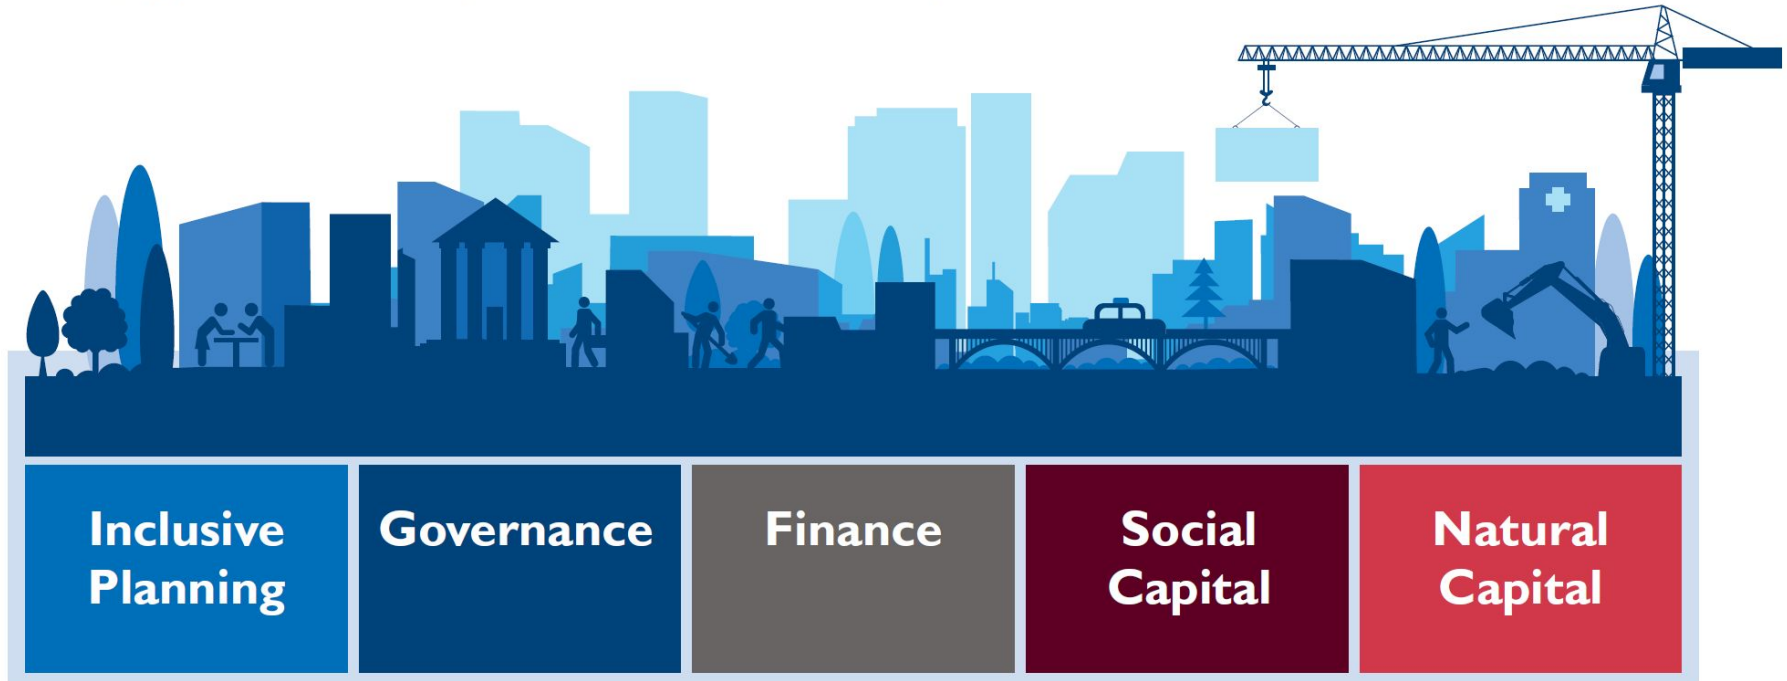 Inclusive
Planning
Governance
Finance
Social
Capital
Natural
Capital